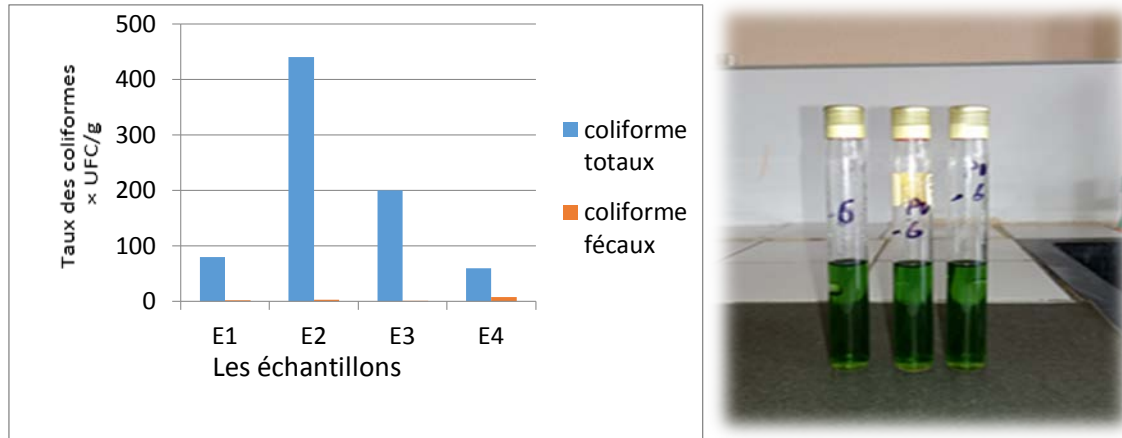 500
400
300
200
100
0
Taux des coliformes
× UFC/g
E1 E2 E3 E4
Les échantillons
coliforme
totaux
coliforme
fécaux
-6
-6
-6